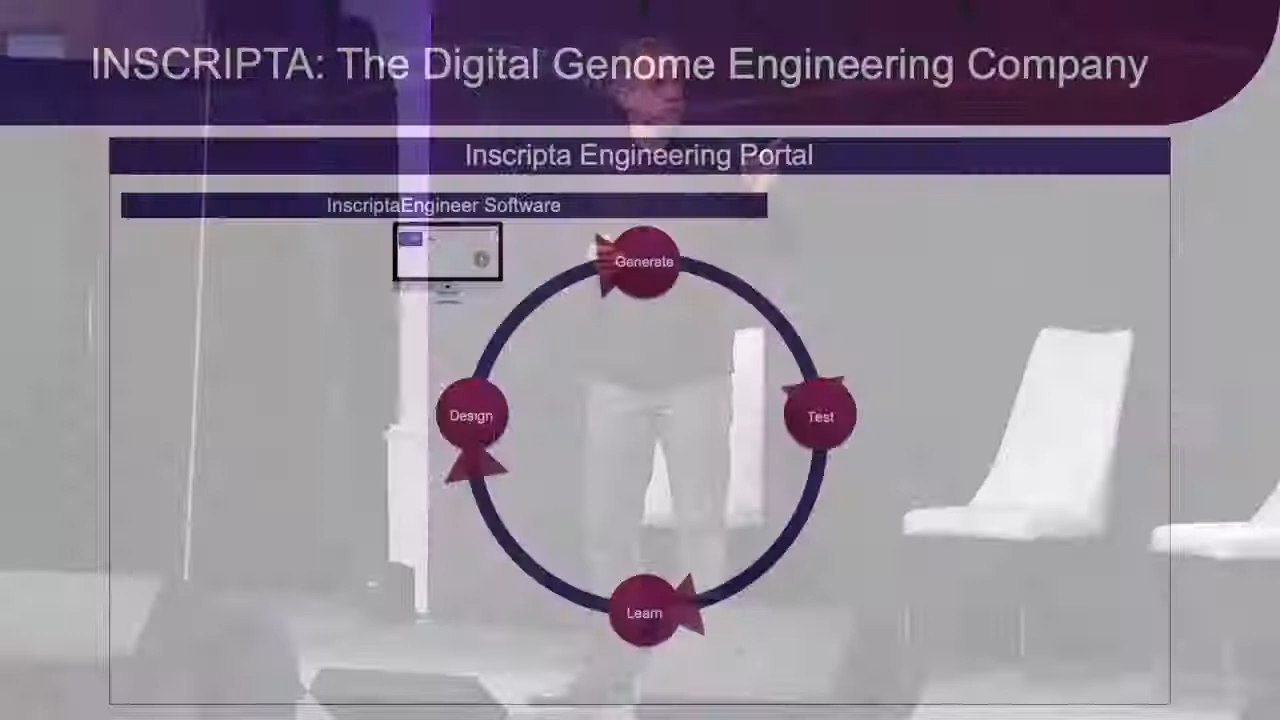 INSCRIPTA: The Digital Genome Engineering Company
Inscripta Engineering Portal
InscriptaEngineer Software
Generate
Design
Test
Learn